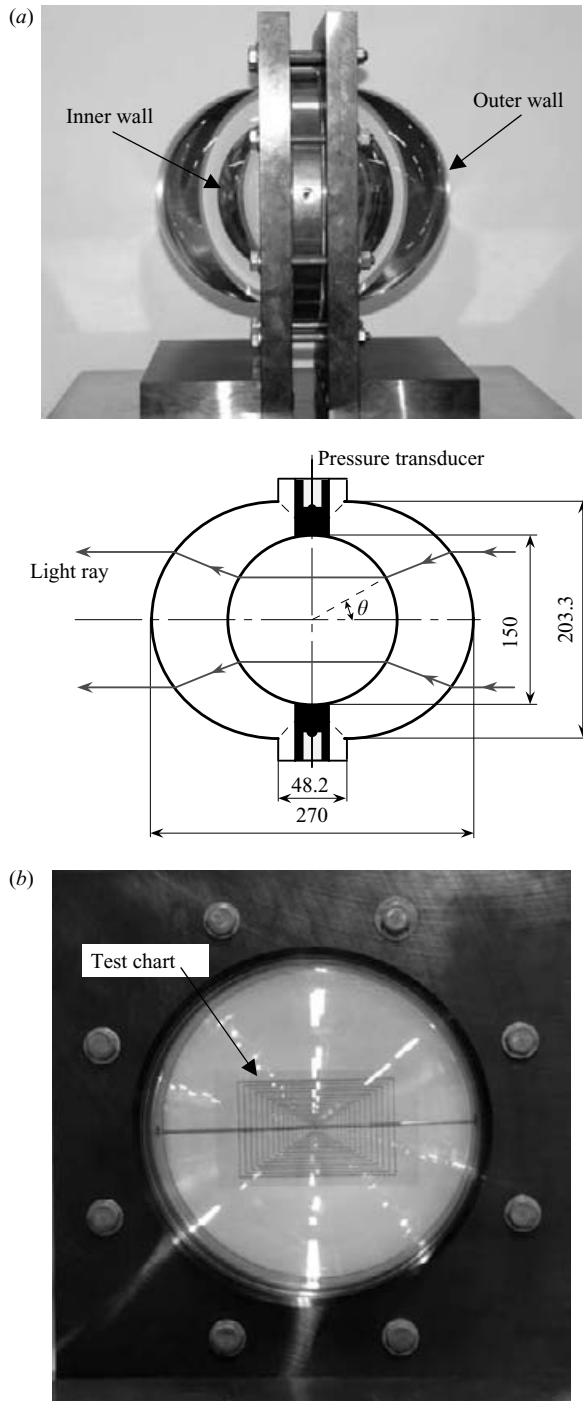 (a)
Inner wall
Outer wall
Pressure transducer
Light ray
θ
150
203.3
48.2
270
(b)
Test chart